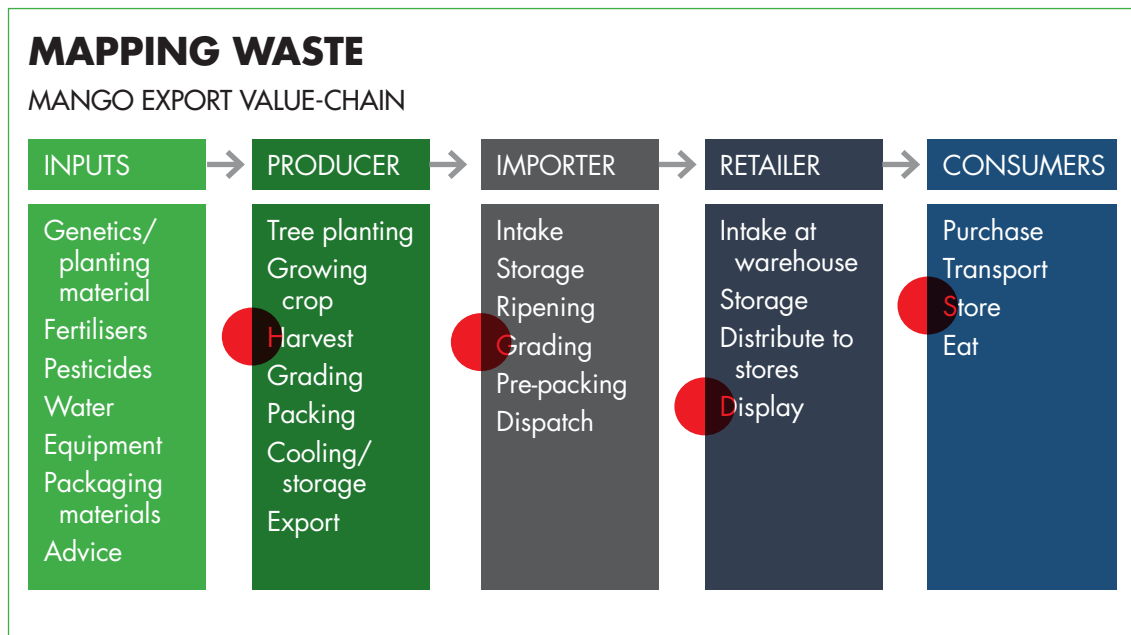 MAPPING WASTE
MANGO EXPORT VALUE-CHAIN
INPUTS
Genetics/
planting
material
Fertilisers
Pesticides
Water
Equipment
Packaging
materials
Advice
PRODUCER
Tree planting
Growing
crop
Harvest
Grading
Packing
Cooling/
storage
Export
IMPORTER
Intake
Storage
Ripening
Grading
Pre-packing
Dispatch
RETAILER
Intake at
warehouse
Storage
Distribute to
stores
Display
CONSUMERS
Purchase
Transport
Store
Eat